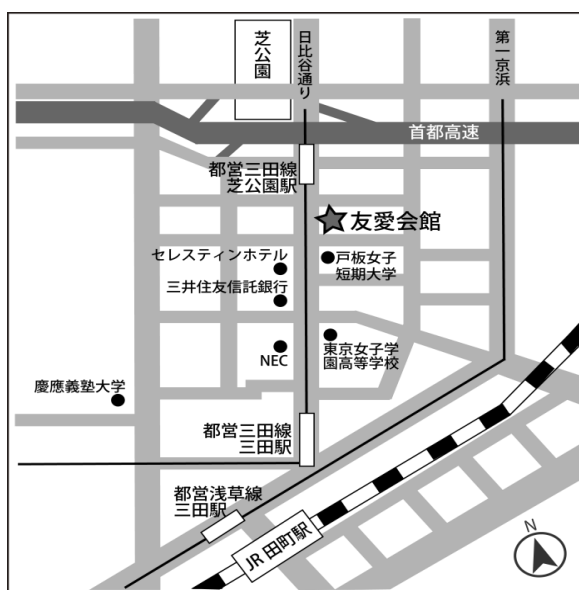 芝公園
日比谷通り
第一京浜
首都高速
都営三田線
芝公園駅
友愛会館
セレスティンホテル
戸板女子
短期大学
三井住友信託銀行
NEC
東京女子学
園高等学校
慶應義塾大学
都営三田線
三田駅
都営浅草線
三田駅
JR 田町駅
N